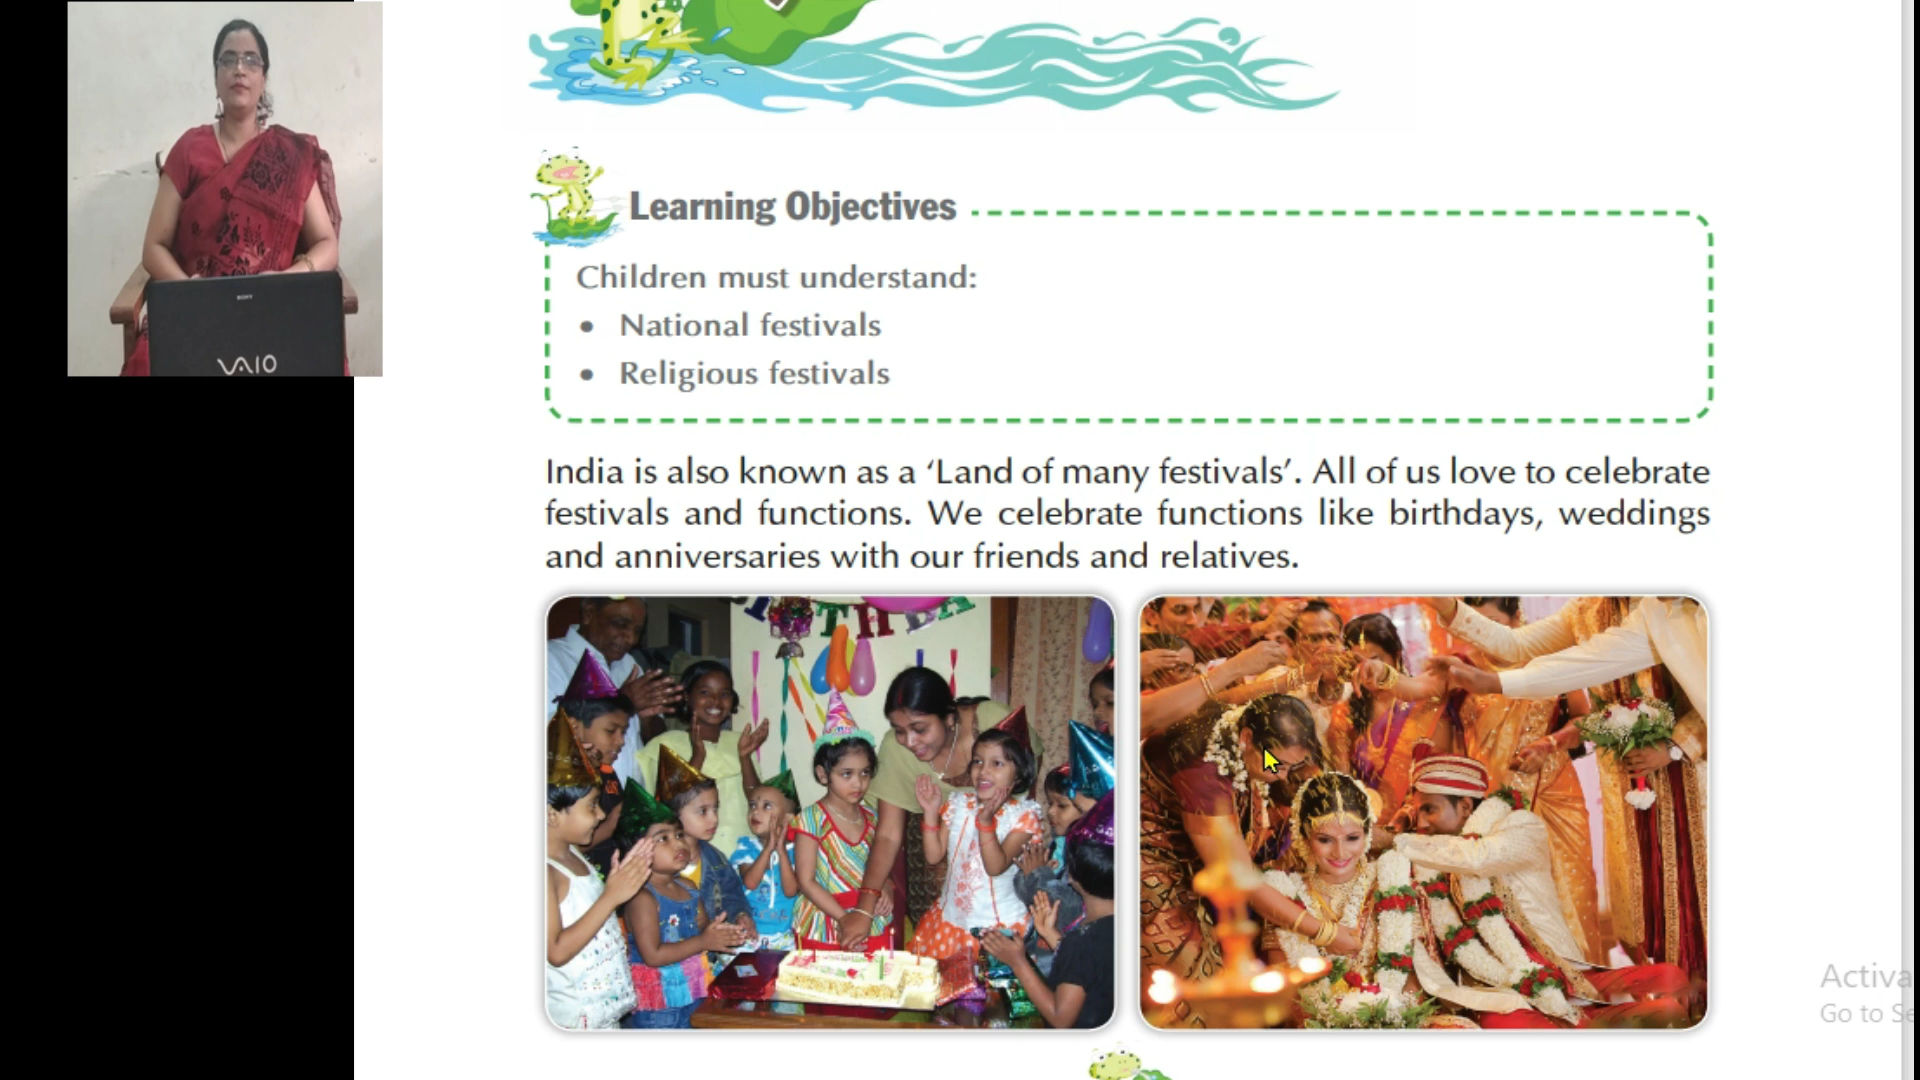 SONY
VAIO
Learning Objectives
Children must understand:
• National festivals
• Religious festivals
India is also known as a ‘Land of many festivals’. All of us love to celebrate
festivals and functions. We celebrate functions like birthdays, weddings
and anniversaries with our friends and relatives.
Activa
Go to Se